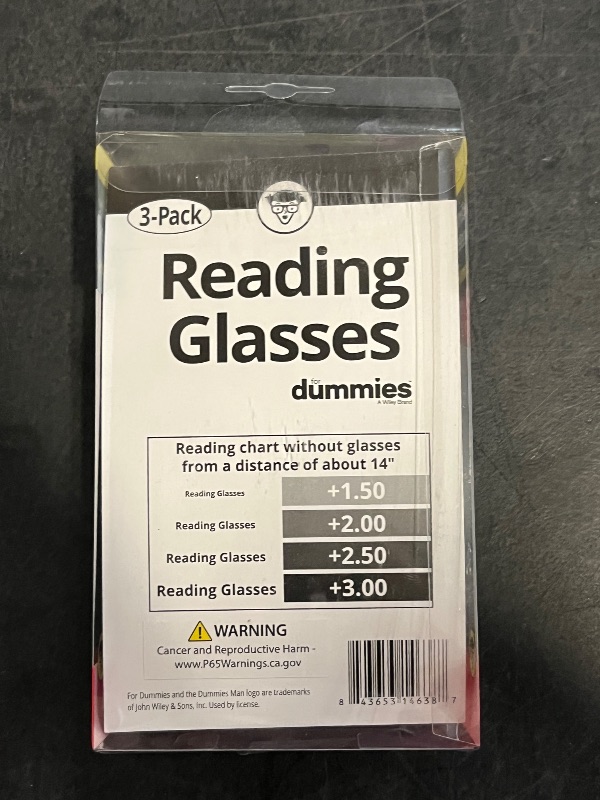 3-Pack
Reading
Glasses
for
dummies™
A Wiley Brand
Reading chart without glasses
from a distance of about 14"
Reading Glasses +1.50
Reading Glasses +2.00
Reading Glasses +2.50
Reading Glasses +3.00
WARNING
Cancer and Reproductive Harm -
www.P65Warnings.ca.gov
For Dummies and the Dummies Man logo are trademarks
of John Wiley & Sons, Inc. Used by license.
8 43653 14638 7